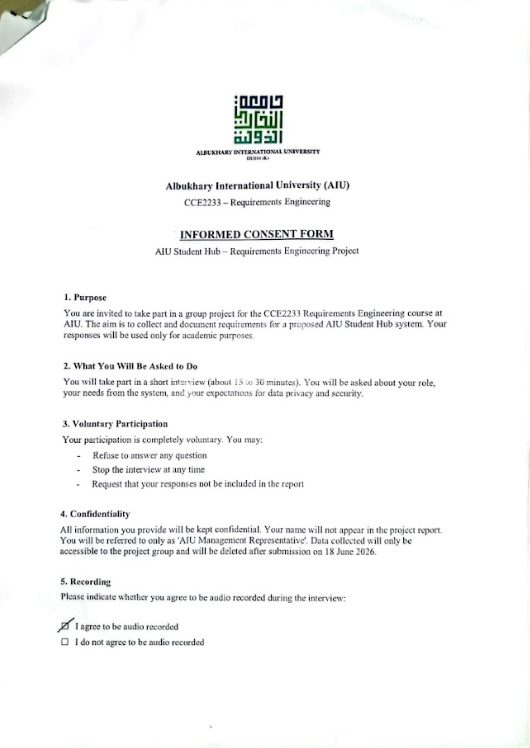 جامعة
البخاري
الدولية
ALBUKHARY INTERNATIONAL UNIVERSITY
Albukhary International University (AIU)
CCE2233 – Requirements Engineering
INFORMED CONSENT FORM
AIU Student Hub – Requirements Engineering Project
1. Purpose
You are invited to take part in a group project for the CCE2233 Requirements Engineering course at
AIU. The aim is to collect and document requirements for a proposed AIU Student Hub system. Your
responses will be used only for academic purposes.
2. What You Will Be Asked to Do
You will take part in a short interview (about 15 to 30 minutes). You will be asked about your role,
your needs from the system, and your expectations for data privacy and security.
3. Voluntary Participation
Your participation is completely voluntary. You may:
- Refuse to answer any question
- Stop the interview at any time
- Request that your responses not be included in the report
4. Confidentiality
All information you provide will be kept confidential. Your name will not appear in the project report.
You will be referred to only as 'AIU Management Representative'. Data collected will only be
accessible to the project group and will be deleted after submission on 18 June 2026.
5. Recording
Please indicate whether you agree to be audio recorded during the interview:
☑ I agree to be audio recorded
☐ I do not agree to be audio recorded